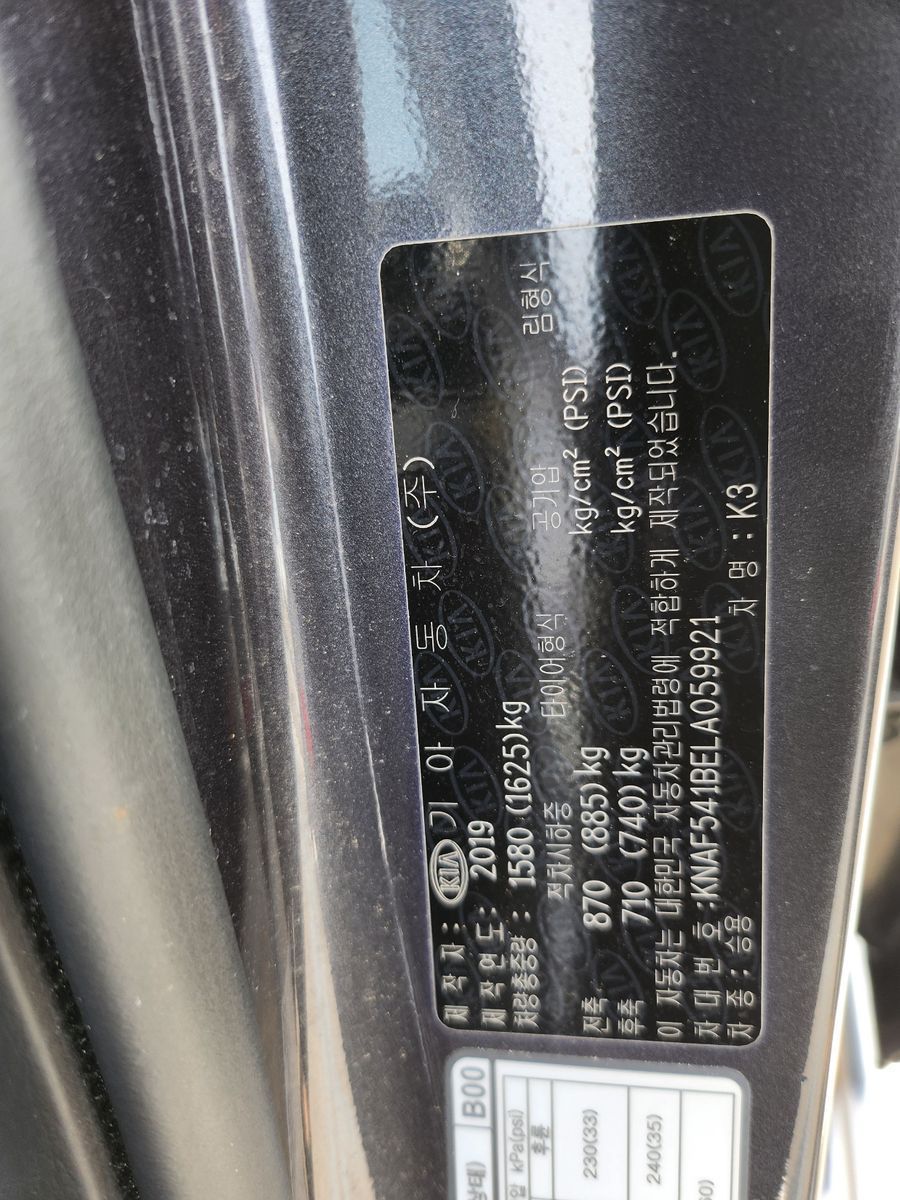 제 작 자 : KIA 기 아 자 동 차 (주)
제 작 연 도 : 2019
차량총중량 : 1580 (1625)kg
적차시하중 타이어형식 공기압 림형식
전축 870 (885)kg kg/cm² (PSI)
후축 710 (740)kg kg/cm² (PSI)
이 자동차는 대한민국 자동차관리법령에 적합하게 제작되었습니다.
차 대 번 호 :KNAF541BELA059921
차 종 : 승용 차 명 : K3
B00
kPa(psi)
후륜
230(33)
240(35)